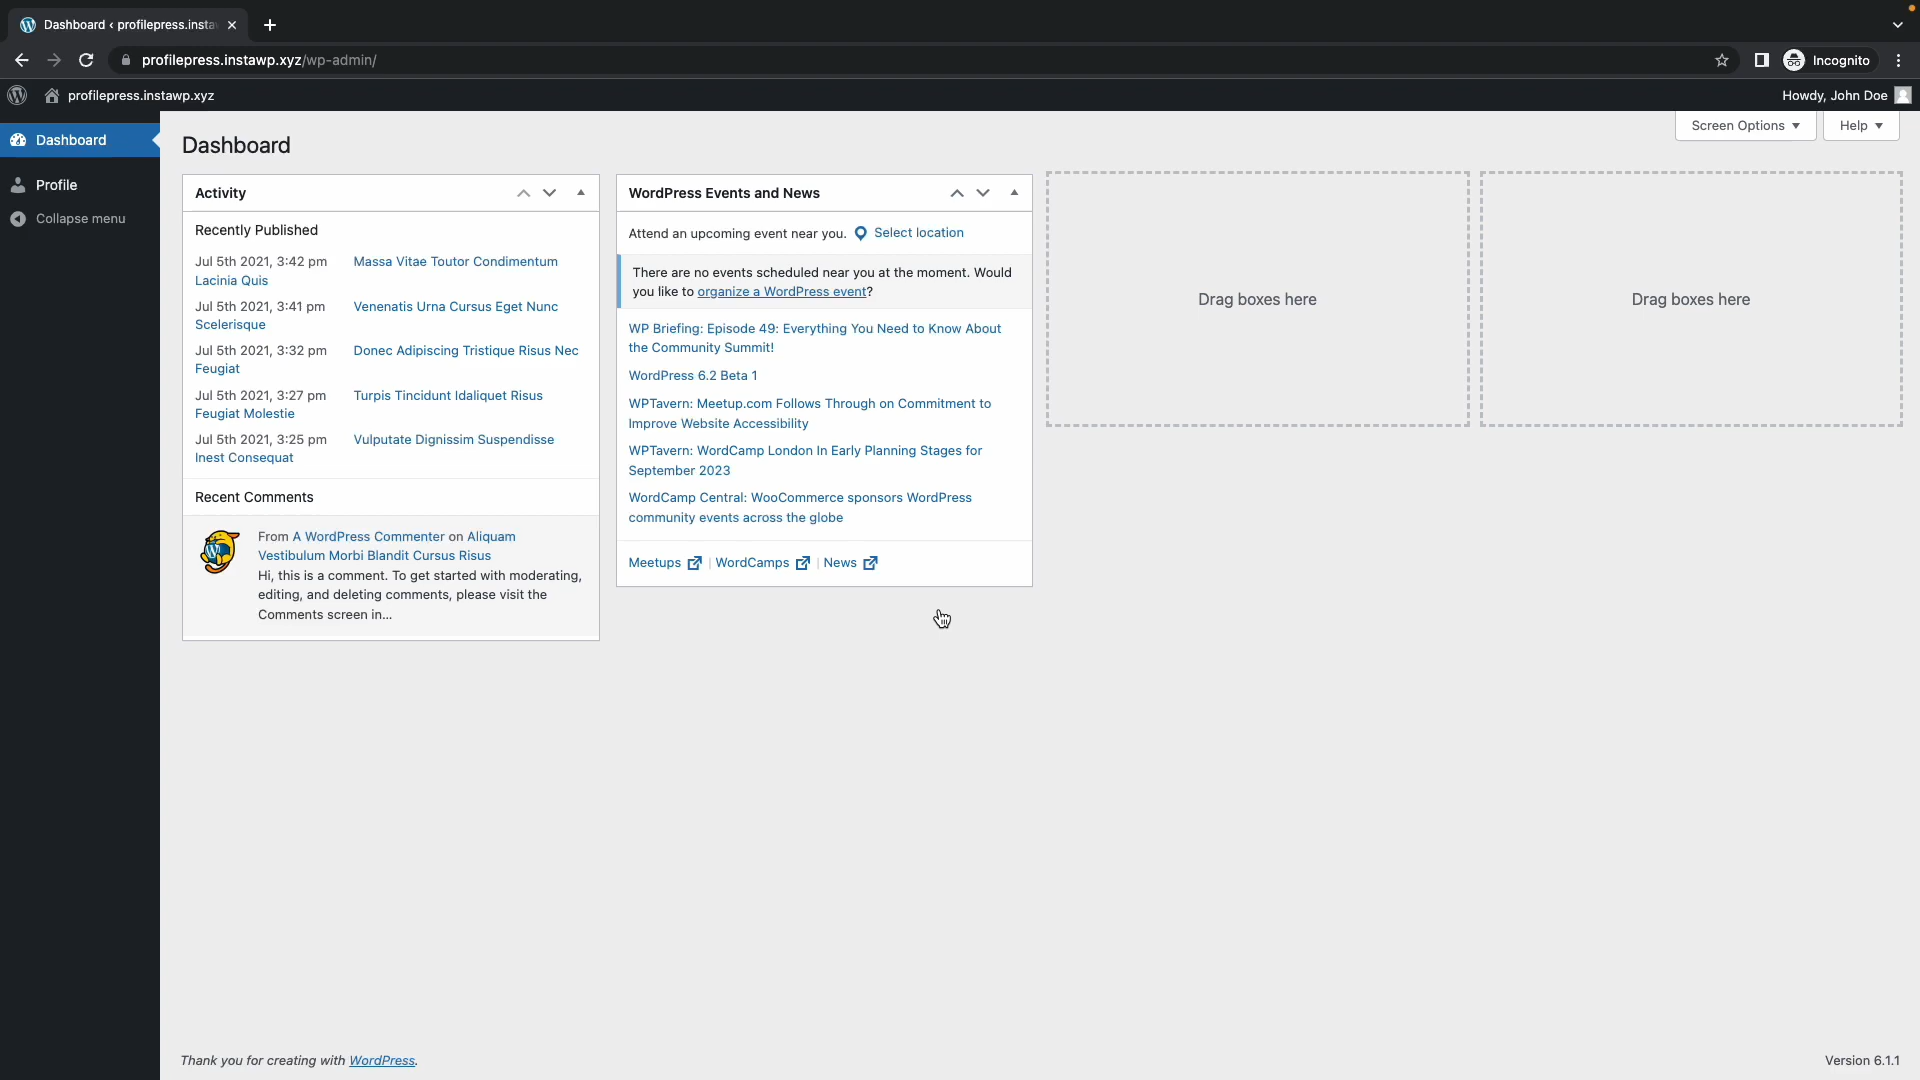 Dashboard ‹ profilepress.insta
profilepress.instawp.xyz/wp-admin/
Incognito
profilepress.instawp.xyz
Howdy, John Doe
Dashboard
Profile
Collapse menu
Dashboard
Screen Options
Help
Activity
Recently Published
Jul 5th 2021, 3:42 pm Massa Vitae Toutor Condimentum
Lacinia Quis
Jul 5th 2021, 3:41 pm Venenatis Urna Cursus Eget Nunc
Scelerisque
Jul 5th 2021, 3:32 pm Donec Adipiscing Tristique Risus Nec
Feugiat
Jul 5th 2021, 3:27 pm Turpis Tincidunt Idaliquet Risus
Feugiat Molestie
Jul 5th 2021, 3:25 pm Vulputate Dignissim Suspendisse
Inest Consequat
Recent Comments
From A WordPress Commenter on Aliquam
Vestibulum Morbi Blandit Cursus Risus
Hi, this is a comment. To get started with moderating,
editing, and deleting comments, please visit the
Comments screen in...
WordPress Events and News
Attend an upcoming event near you. Select location
There are no events scheduled near you at the moment. Would
you like to organize a WordPress event?
WP Briefing: Episode 49: Everything You Need to Know About
the Community Summit!
WordPress 6.2 Beta 1
WPTavern: Meetup.com Follows Through on Commitment to
Improve Website Accessibility
WPTavern: WordCamp London In Early Planning Stages for
September 2023
WordCamp Central: WooCommerce sponsors WordPress
community events across the globe
Meetups | WordCamps | News
Drag boxes here
Drag boxes here
Thank you for creating with WordPress.
Version 6.1.1